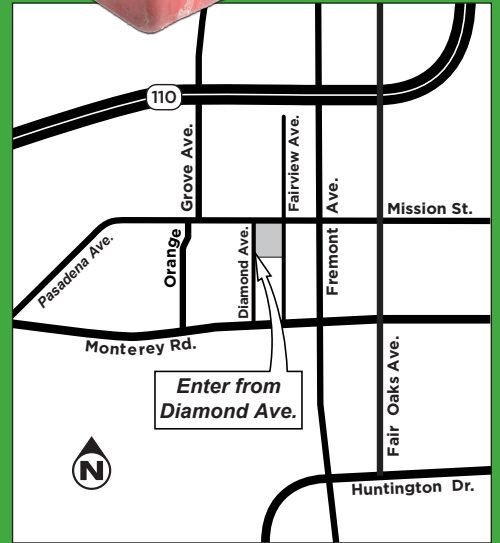 110
Grove Ave.
Fairview Ave.
Mission St.
Pasadena Ave.
Orange
Diamond Ave.
Fremont Ave.
Monterey Rd.
Enter from
Diamond Ave.
Fair Oaks Ave.
N
Huntington Dr.